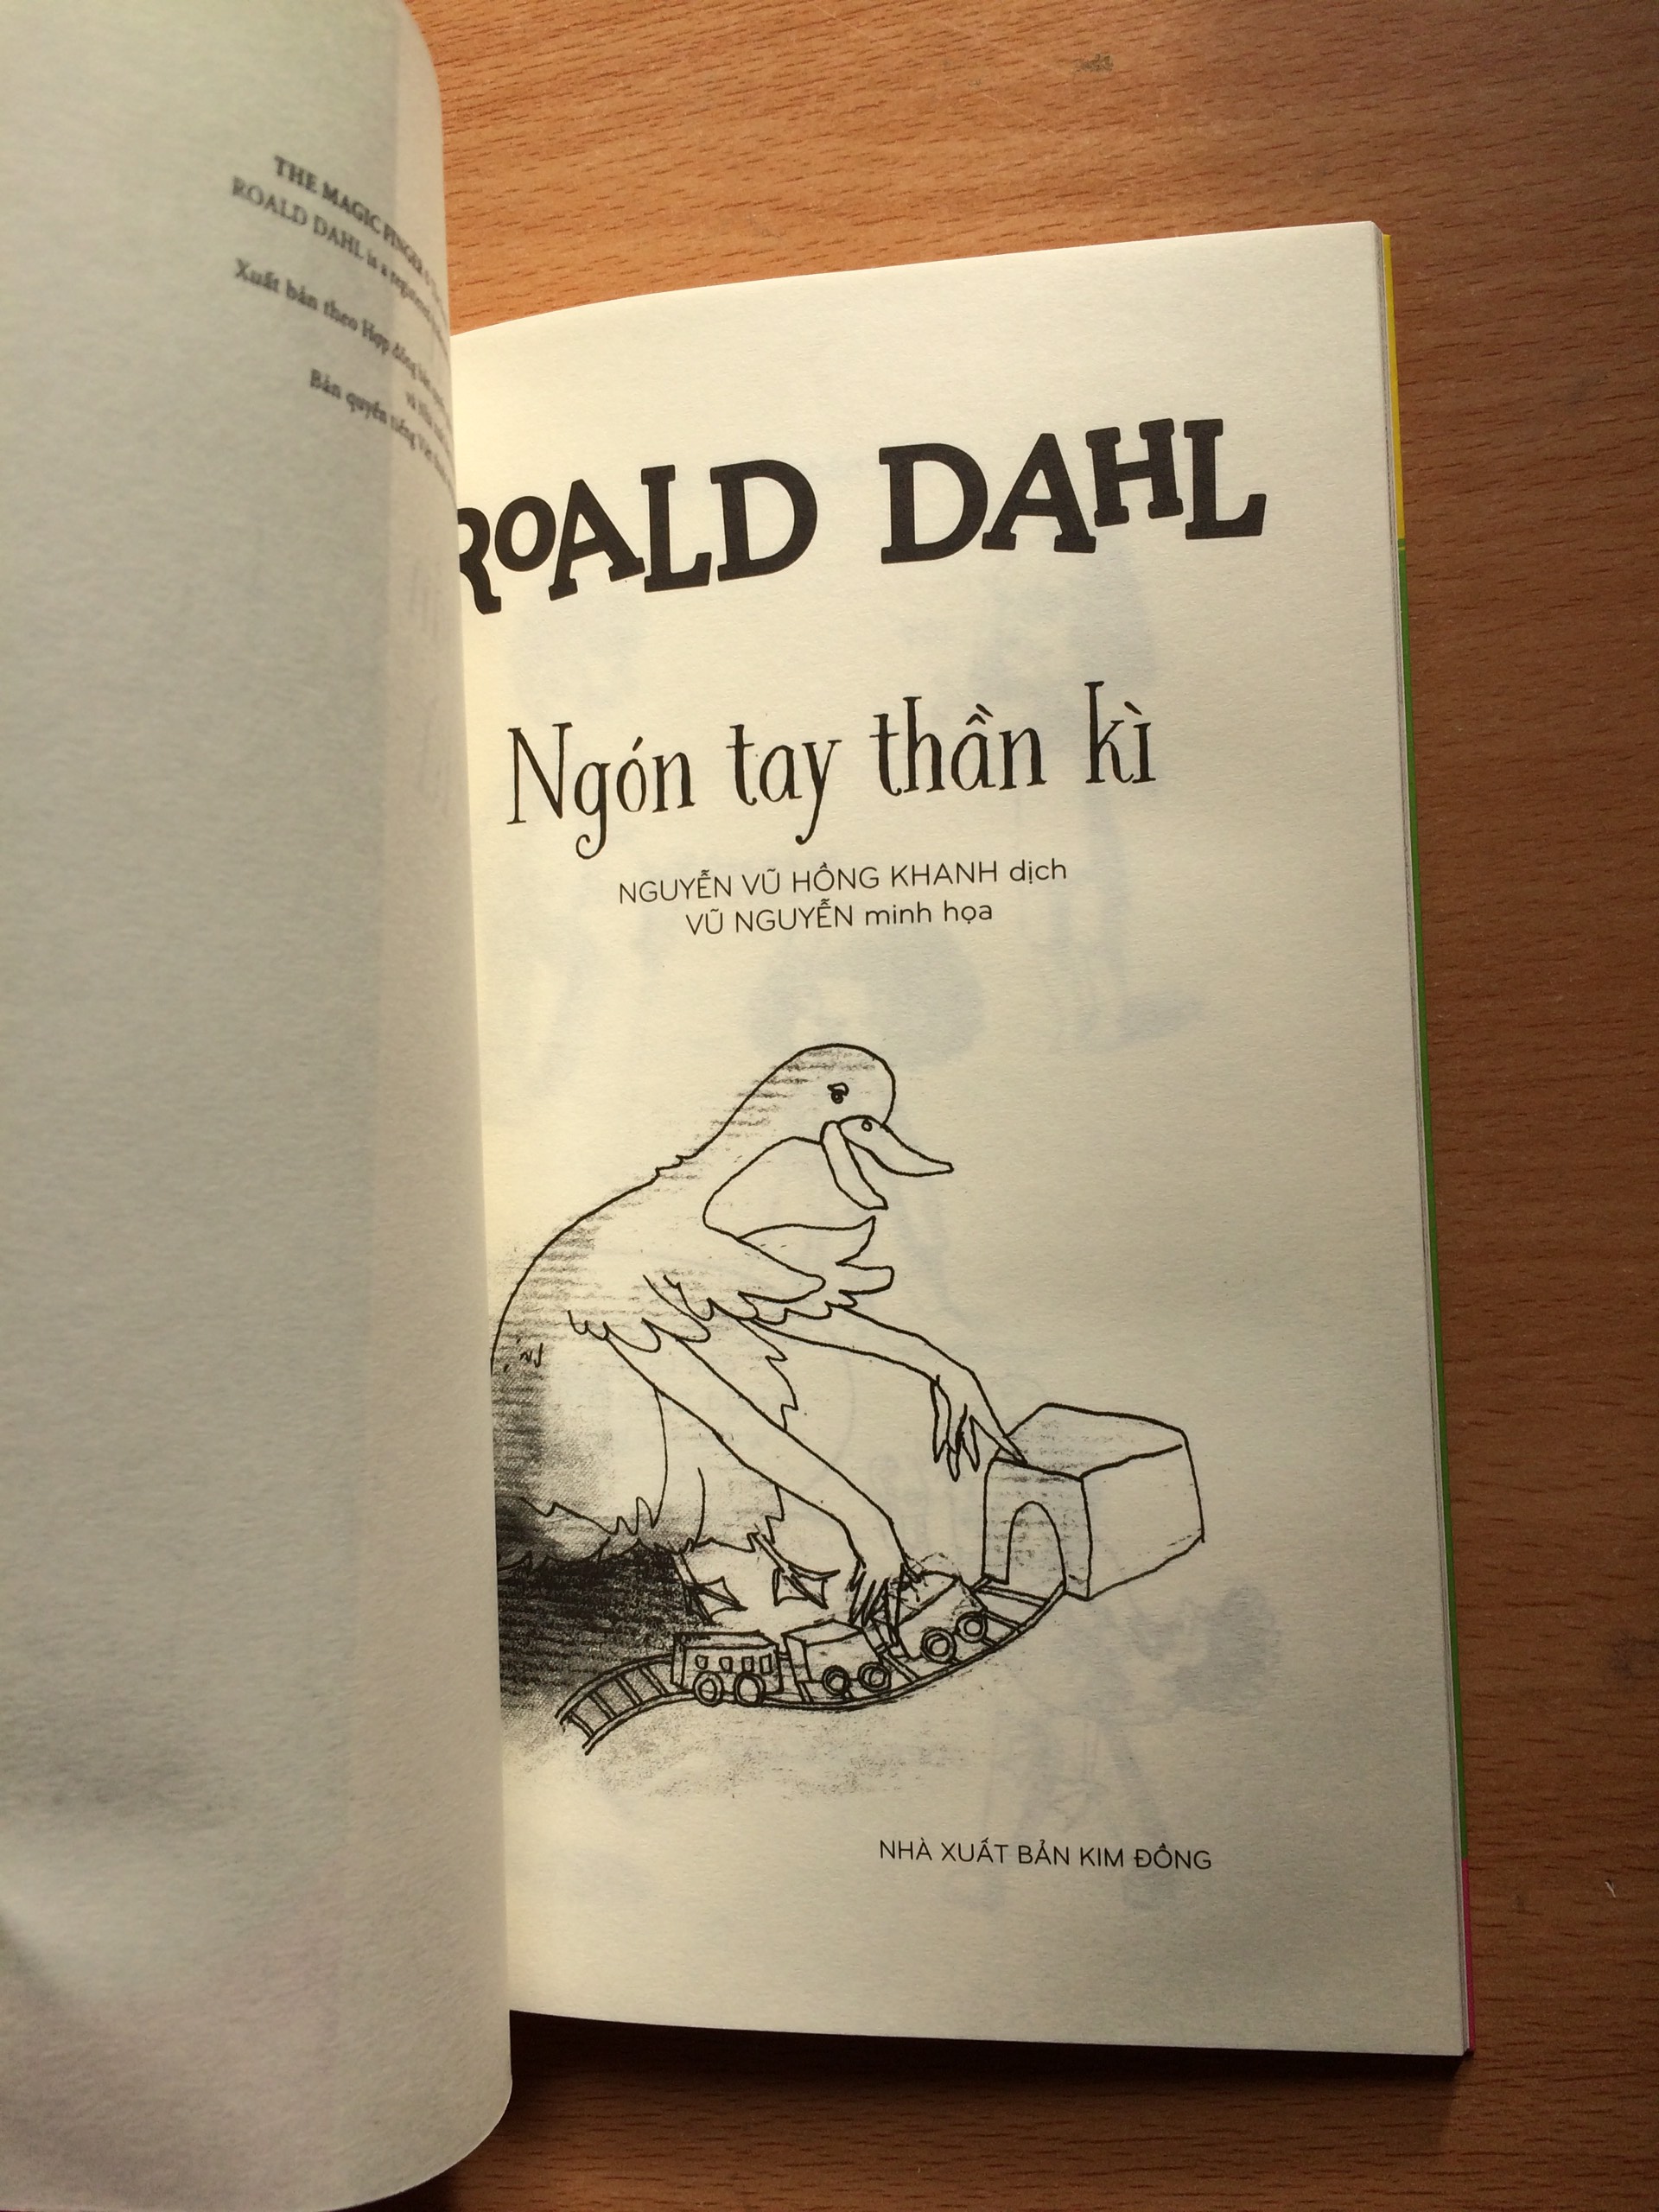 THE MAGIC FINGER
ROALD DAHL is a registered
Xuất bản theo Hợp đồng
Bản quyền tiếng Việt
ROALD DAHL
Ngón tay thần kì
NGUYỄN VŨ HỒNG KHANH dịch
VŨ NGUYỄN minh họa
NHÀ XUẤT BẢN KIM ĐỒNG